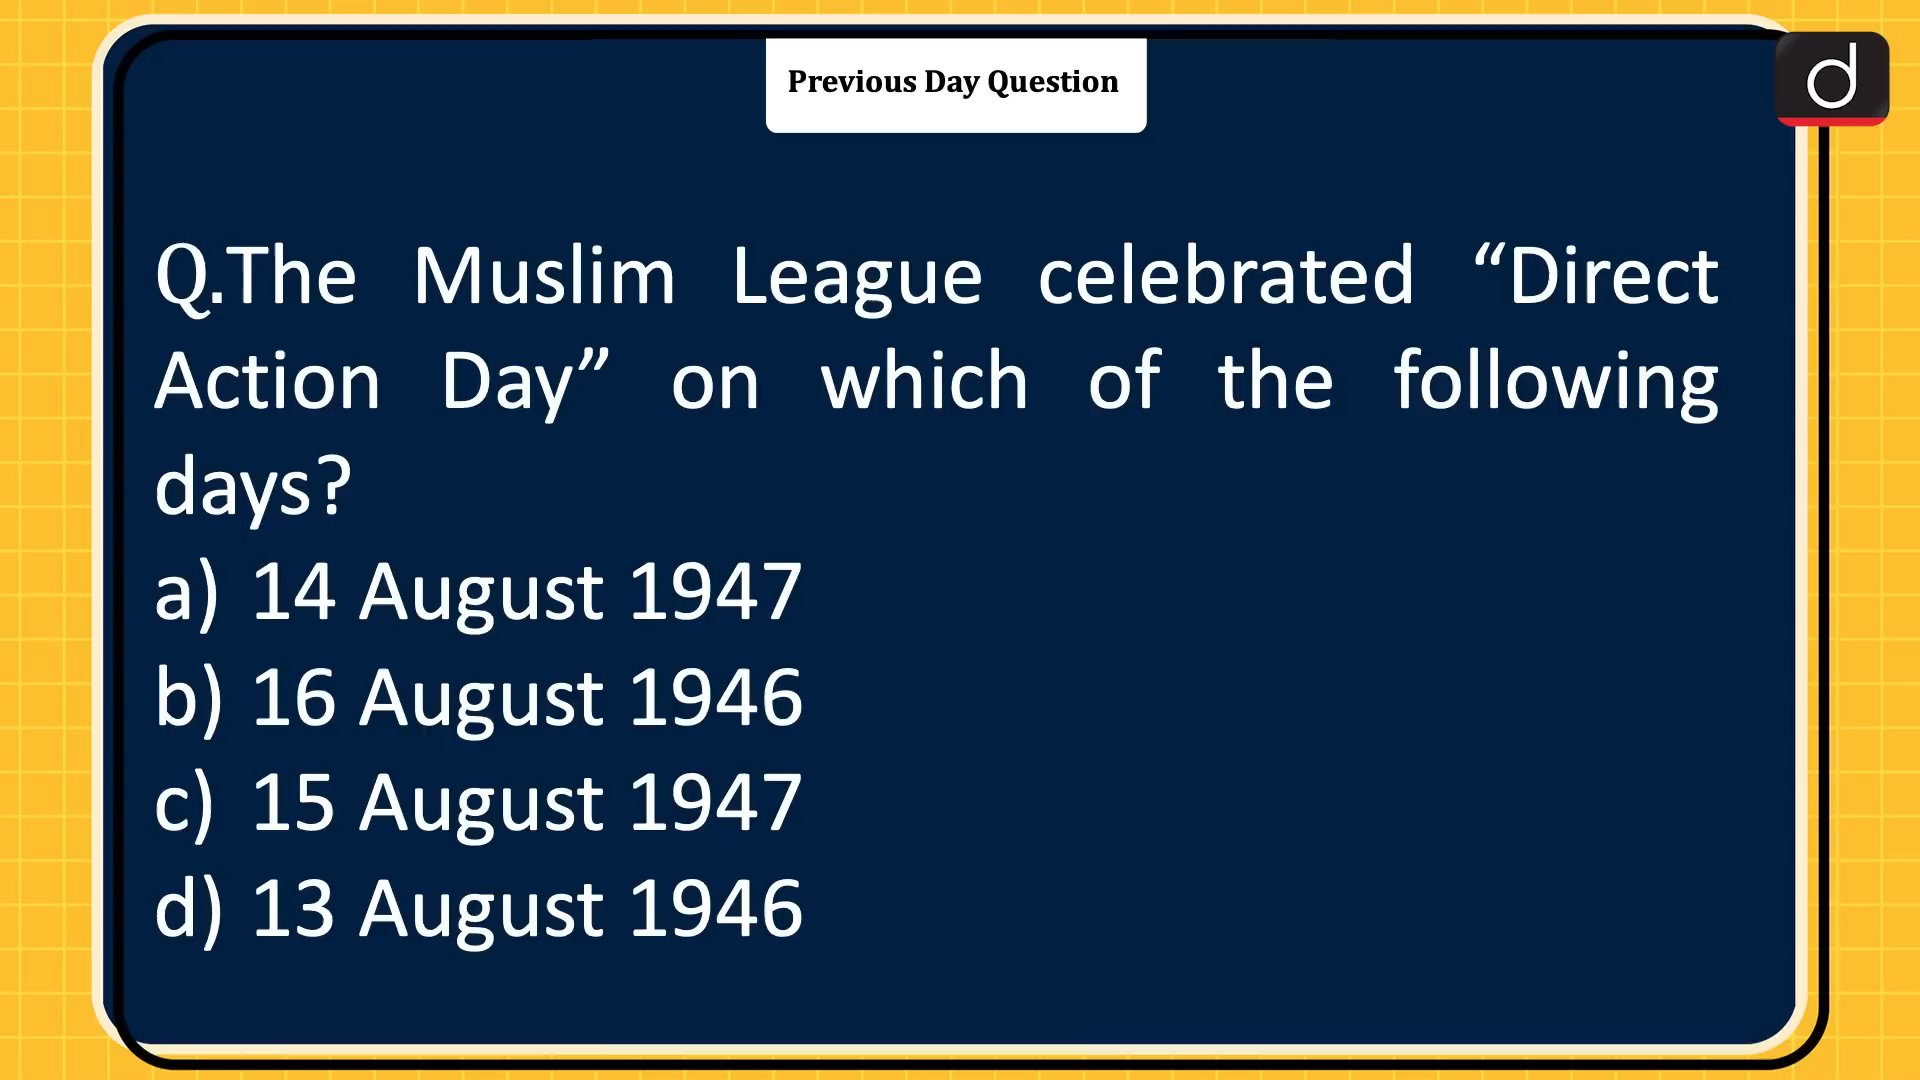 Previous Day Question
d
Q.The Muslim League celebrated “Direct
Action Day” on which of the following
days?
a) 14 August 1947
b) 16 August 1946
c) 15 August 1947
d) 13 August 1946